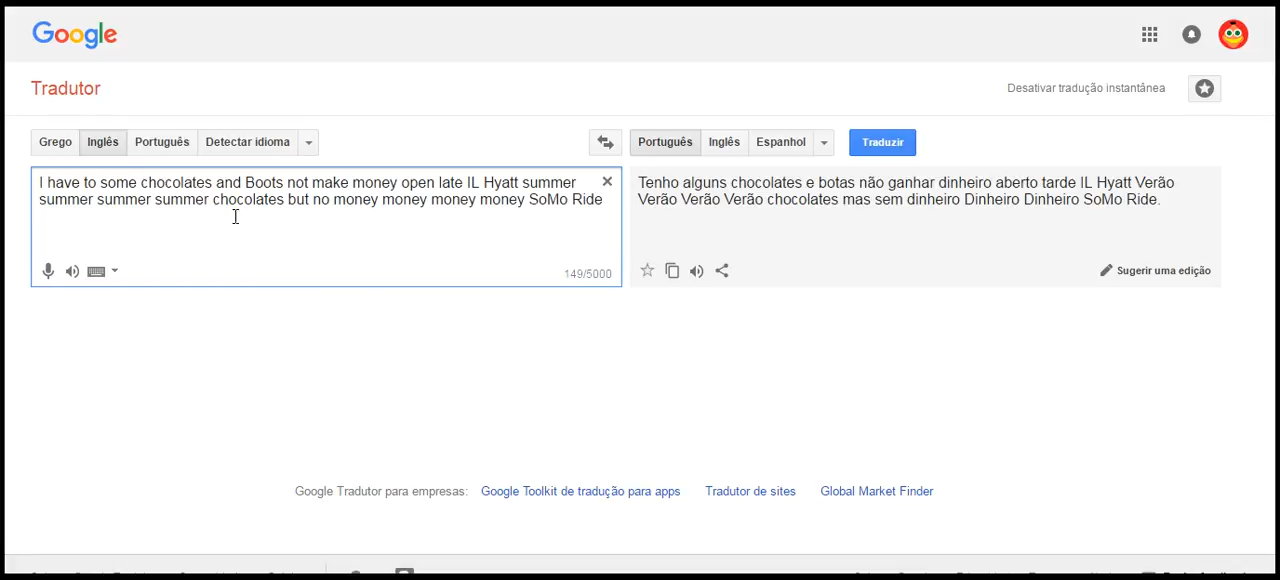 Google
Tradutor
Desativar tradução instantânea
Grego Inglês Português Detectar idioma
Português Inglês Espanhol Traduzir
I have to some chocolates and Boots not make money open late IL Hyatt summer
summer summer summer chocolates but no money money money money SoMo Ride
149/5000
Tenho alguns chocolates e botas não ganhar dinheiro aberto tarde IL Hyatt Verão
Verão Verão Verão chocolates mas sem dinheiro Dinheiro Dinheiro SoMo Ride.
Sugerir uma edição
Google Tradutor para empresas: Google Toolkit de tradução para apps Tradutor de sites Global Market Finder